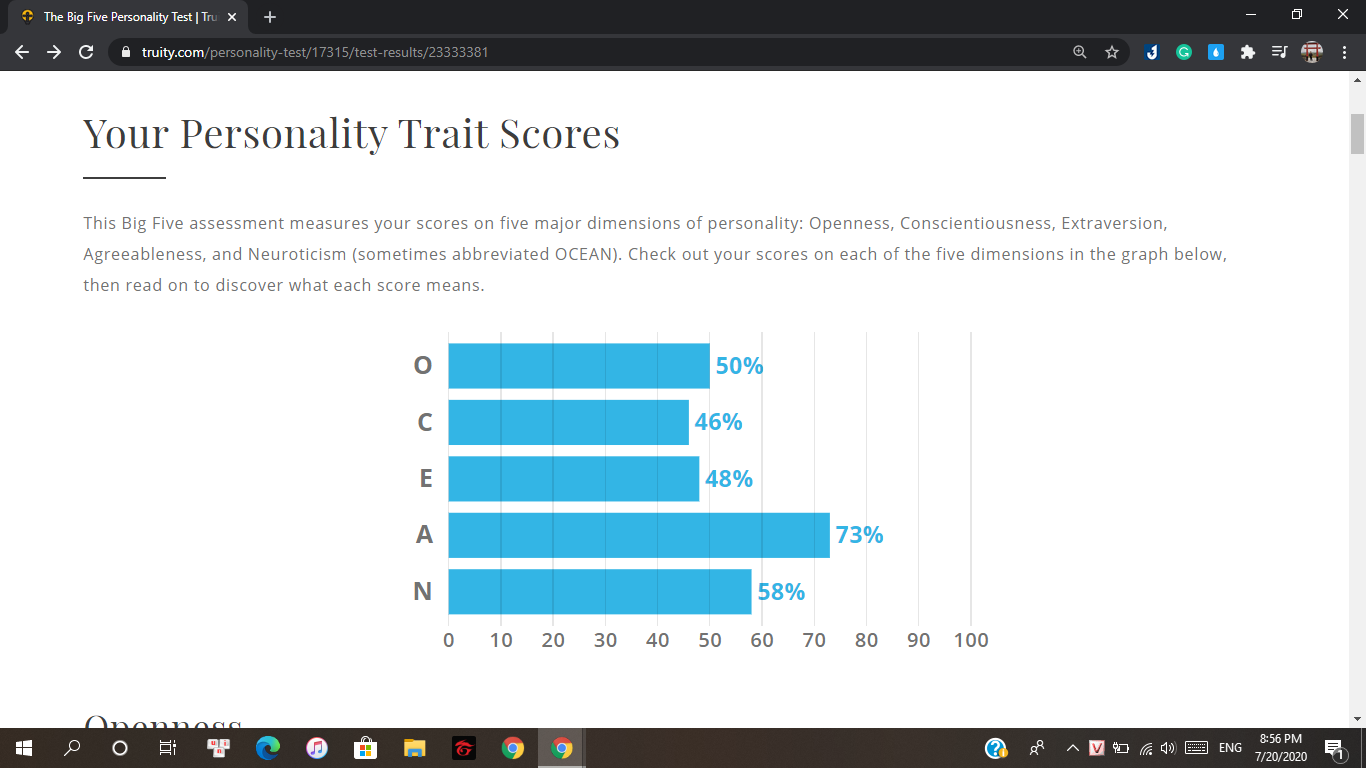 The Big Five Personality Test | Tru
truity.com/personality-test/17315/test-results/23333381
Your Personality Trait Scores
This Big Five assessment measures your scores on five major dimensions of personality: Openness, Conscientiousness, Extraversion,
Agreeableness, and Neuroticism (sometimes abbreviated OCEAN). Check out your scores on each of the five dimensions in the graph below,
then read on to discover what each score means.
O 50%
C 46%
E 48%
A 73%
N 58%
0 10 20 30 40 50 60 70 80 90 100
Openness
ENG
8:56 PM
7/20/2020
1